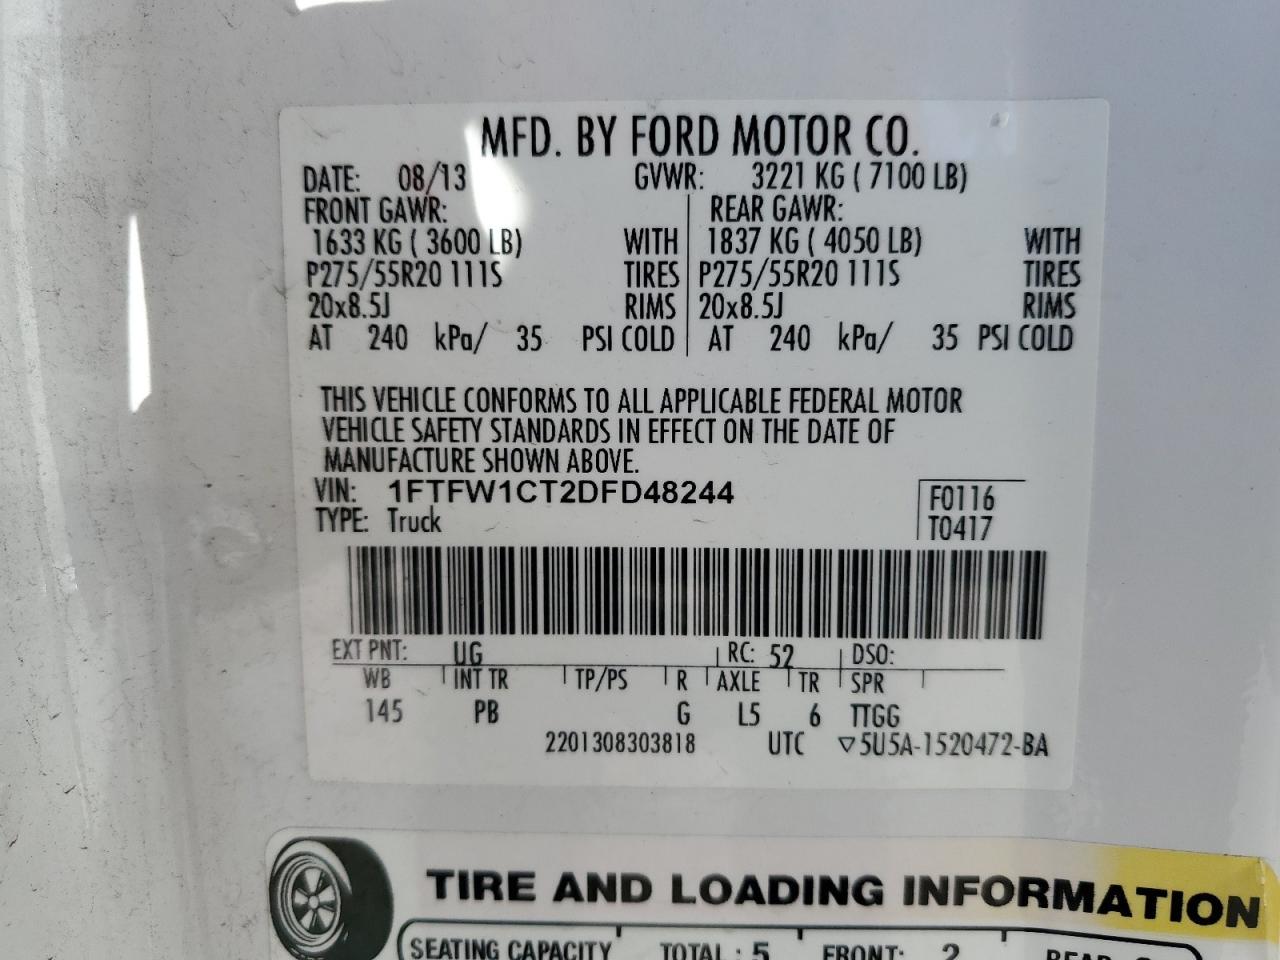 MFD. BY FORD MOTOR CO.
DATE: 08/13 GVWR: 3221 KG ( 7100 LB)
FRONT GAWR: REAR GAWR:
1633 KG ( 3600 LB) WITH 1837 KG ( 4050 LB) WITH
P275/55R20 111S TIRES P275/55R20 111S TIRES
20x8.5J RIMS 20x8.5J RIMS
AT 240 kPa/ 35 PSI COLD AT 240 kPa/ 35 PSI COLD
THIS VEHICLE CONFORMS TO ALL APPLICABLE FEDERAL MOTOR
VEHICLE SAFETY STANDARDS IN EFFECT ON THE DATE OF
MANUFACTURE SHOWN ABOVE.
VIN: 1FTFW1CT2DFD48244 F0116
TYPE: Truck T0417
EXT PNT: UG RC: 52 DSO:
WB INT TR TP/PS R AXLE TR SPR
145 PB G L5 6 TTGG
2201308303818 UTC ▽5U5A-1520472-BA
TIRE AND LOADING INFORMATION
SEATING CAPACITY TOTAL : 5 FRONT: 2 REAR: